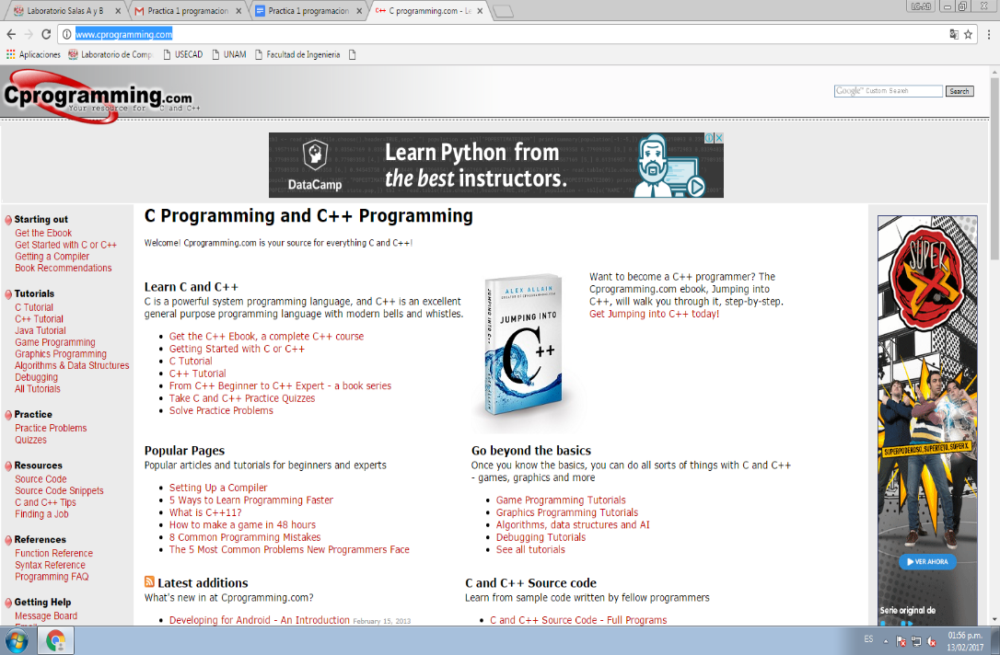 Laboratorio Salas A y B
Practica 1 programacion
Practica 1 programacion
C programming.com - Le
LC-AB
www.cprogramming.com
Aplicaciones
Laboratorio de Comp
USECAD
UNAM
Facultad de Ingenieria
Cprogramming.com
Your resource for C and C++
Google™ Custom Search
Search
DataCamp
Learn Python from
the best instructors.
Starting out
Get the Ebook
Get Started with C or C++
Getting a Compiler
Book Recommendations
Tutorials
C Tutorial
C++ Tutorial
Java Tutorial
Game Programming
Graphics Programming
Algorithms & Data Structures
Debugging
All Tutorials
Practice
Practice Problems
Quizzes
Resources
Source Code
Source Code Snippets
C and C++ Tips
Finding a Job
References
Function Reference
Syntax Reference
Programming FAQ
Getting Help
Message Board
Email
C Programming and C++ Programming
Welcome! Cprogramming.com is your source for everything C and C++!
Learn C and C++
C is a powerful system programming language, and C++ is an excellent
general purpose programming language with modern bells and whistles.
Get the C++ Ebook, a complete C++ course
Getting Started with C or C++
C Tutorial
C++ Tutorial
From C++ Beginner to C++ Expert - a book series
Take C and C++ Practice Quizzes
Solve Practice Problems
ALEX ALLAIN
CREATOR OF CPROGRAMMING.COM
JUMPING INTO
C++
JUMPING INTO C++
ALEX ALLAIN
Want to become a C++ programmer? The
Cprogramming.com ebook, Jumping into
C++, will walk you through it, step-by-step.
Get Jumping into C++ today!
Popular Pages
Popular articles and tutorials for beginners and experts
Setting Up a Compiler
5 Ways to Learn Programming Faster
What is C++11?
How to make a game in 48 hours
8 Common Programming Mistakes
The 5 Most Common Problems New Programmers Face
Go beyond the basics
Once you know the basics, you can do all sorts of things with C and C++
- games, graphics and more
Game Programming Tutorials
Graphics Programming Tutorials
Algorithms, data structures and AI
Debugging Tutorials
See all tutorials
Latest additions
What's new in at Cprogramming.com?
Developing for Android - An Introduction February 15, 2013
C and C++ Source code
Learn from sample code written by fellow programmers
C and C++ Source Code - Full Programs
SÚPER
X
SUPERPODEROSO, SUPERTETO, SÚPER X.
VER AHORA
Serie original de
ES
01:56 p.m.
13/02/2017